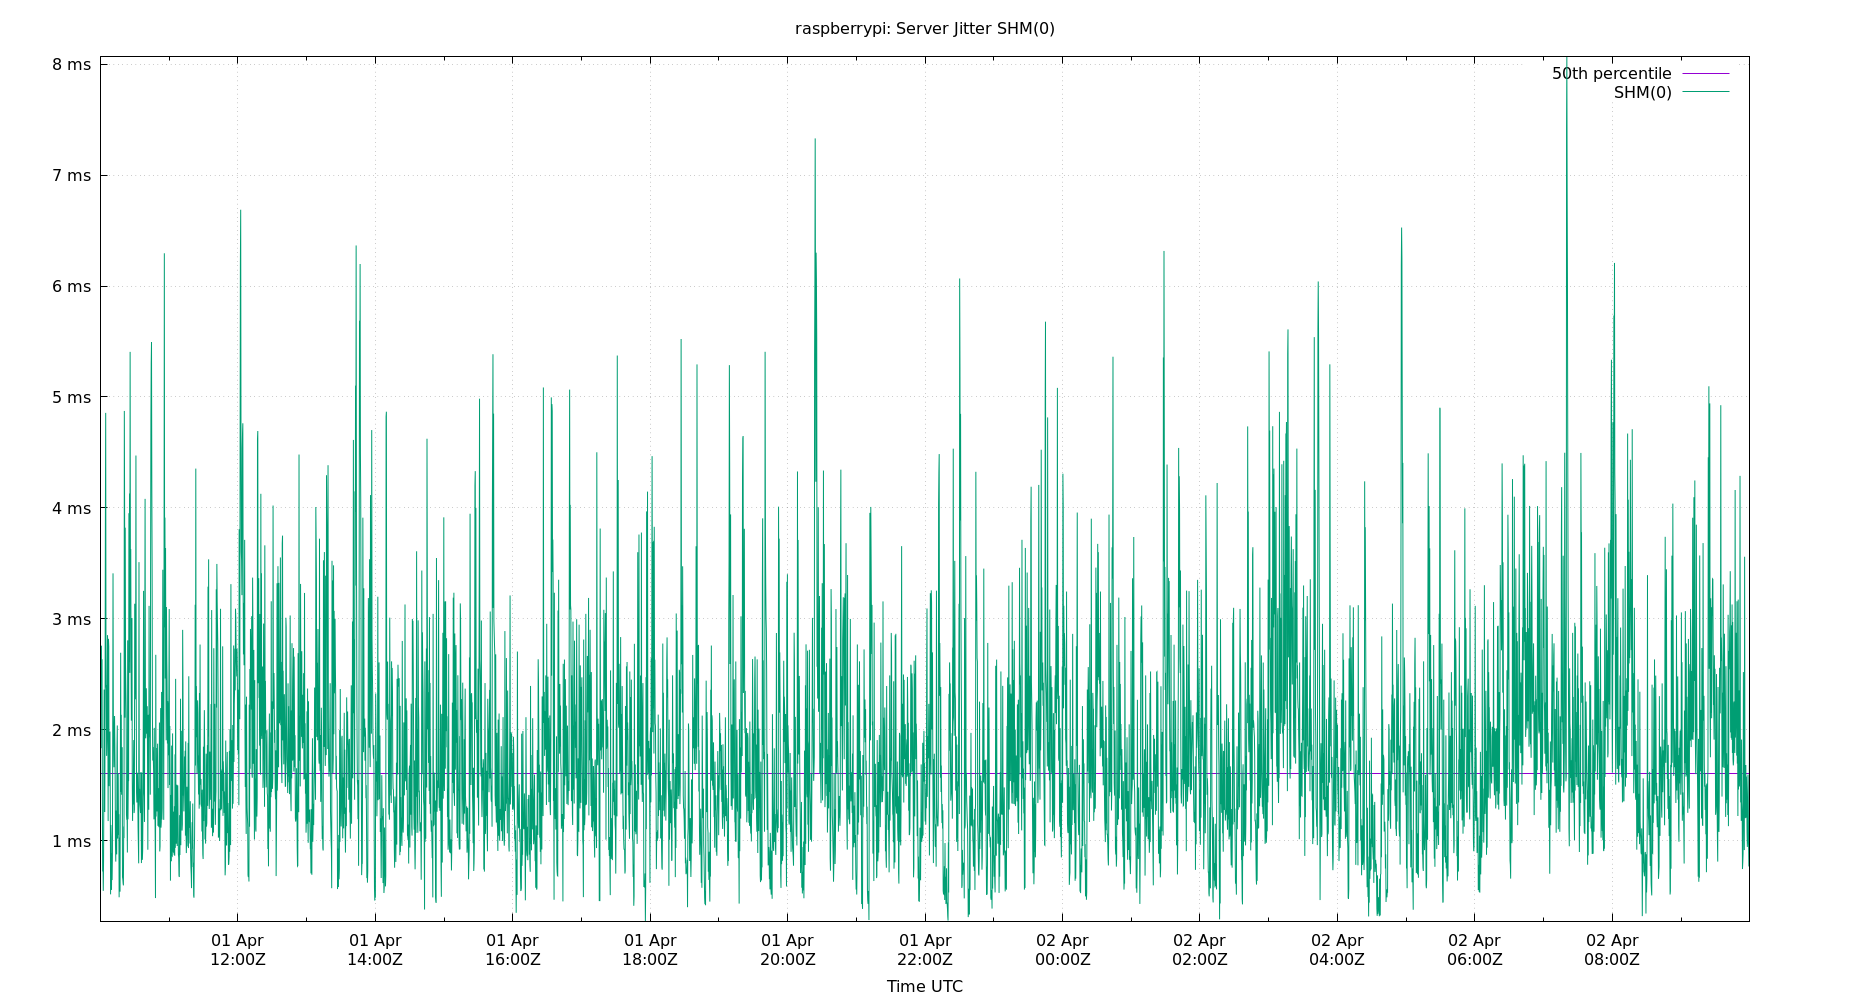 raspberrypi: Server Jitter SHM(0)
8 ms
7 ms
6 ms
5 ms
4 ms
3 ms
2 ms
1 ms
50th percentile
SHM(0)
01 Apr
12:00Z
01 Apr
14:00Z
01 Apr
16:00Z
01 Apr
18:00Z
01 Apr
20:00Z
01 Apr
22:00Z
02 Apr
00:00Z
02 Apr
02:00Z
02 Apr
04:00Z
02 Apr
06:00Z
02 Apr
08:00Z
Time UTC